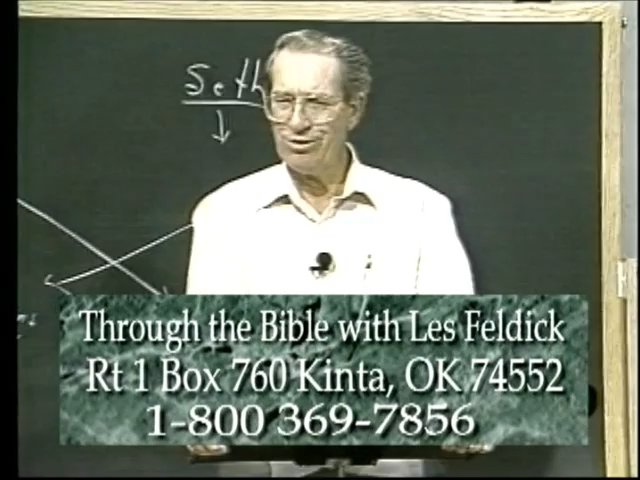 Seth
Through the Bible with Les Feldick
Rt 1 Box 760 Kinta, OK 74552
1-800 369-7856